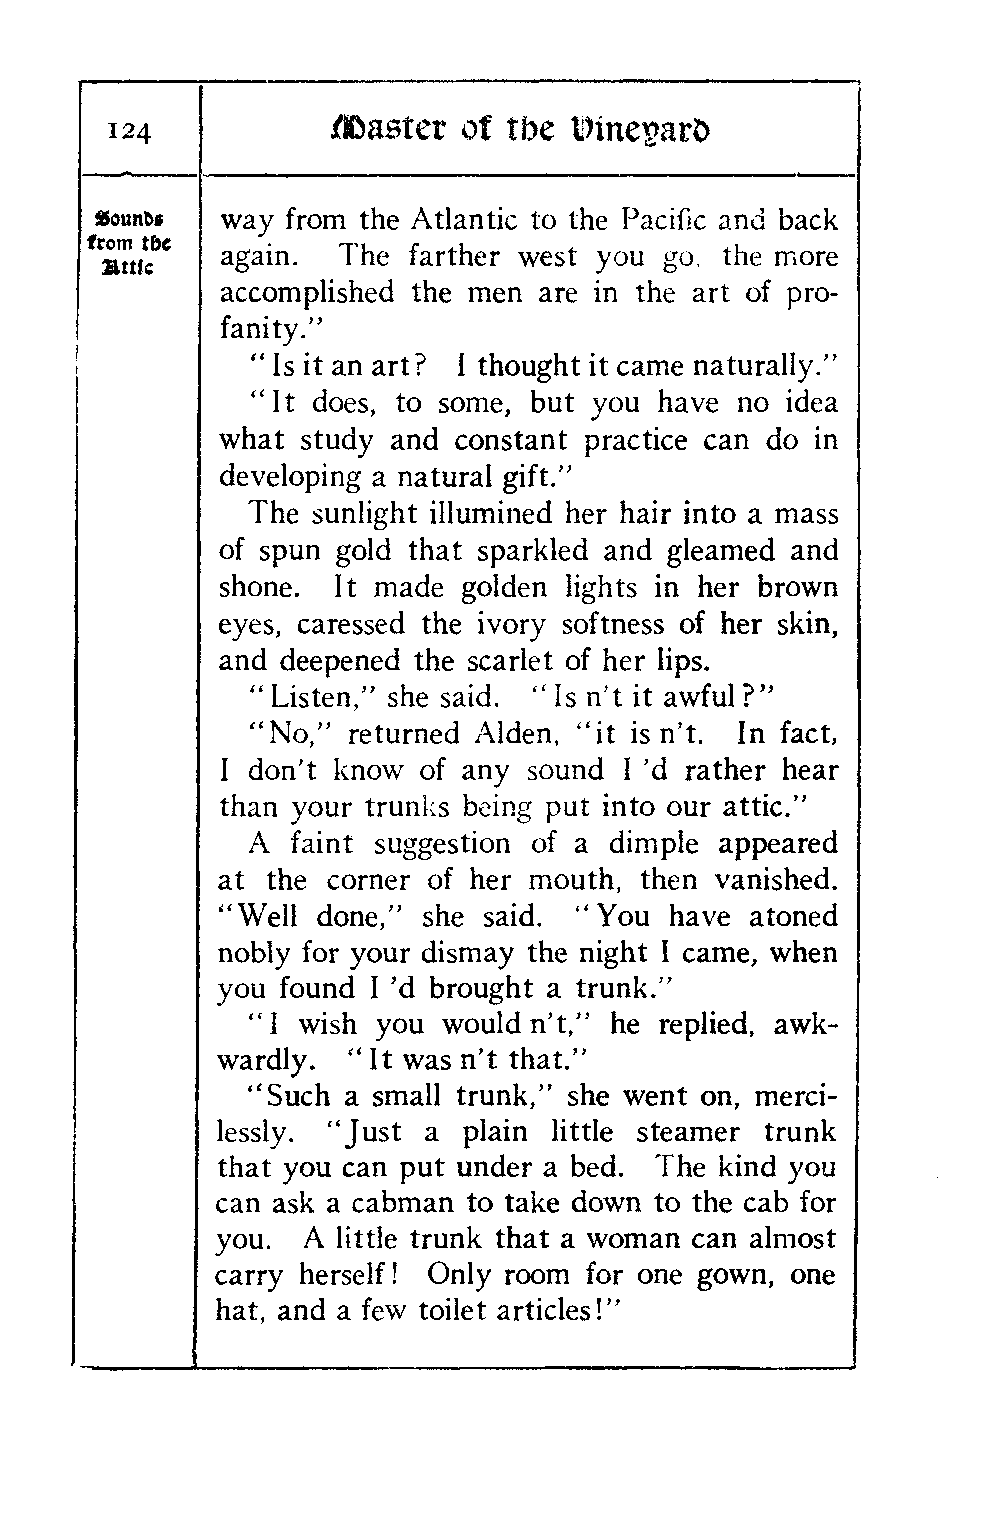 124
Master of the Vineyard
Sounds
from the
Attic
way from the Atlantic to the Pacific and back
again. The farther west you go, the more
accomplished the men are in the art of pro-
fanity.”
“Is it an art? I thought it came naturally.”
“It does, to some, but you have no idea
what study and constant practice can do in
developing a natural gift.”
The sunlight illumined her hair into a mass
of spun gold that sparkled and gleamed and
shone. It made golden lights in her brown
eyes, caressed the ivory softness of her skin,
and deepened the scarlet of her lips.
“Listen,” she said. “Is n’t it awful?”
“No,” returned Alden, “it is n’t. In fact,
I don’t know of any sound I ’d rather hear
than your trunks being put into our attic.”
A faint suggestion of a dimple appeared
at the corner of her mouth, then vanished.
“Well done,” she said. “You have atoned
nobly for your dismay the night I came, when
you found I ’d brought a trunk.”
“I wish you would n’t,” he replied, awk-
wardly. “It was n’t that.”
“Such a small trunk,” she went on, merci-
lessly. “Just a plain little steamer trunk
that you can put under a bed. The kind you
can ask a cabman to take down to the cab for
you. A little trunk that a woman can almost
carry herself! Only room for one gown, one
hat, and a few toilet articles!”